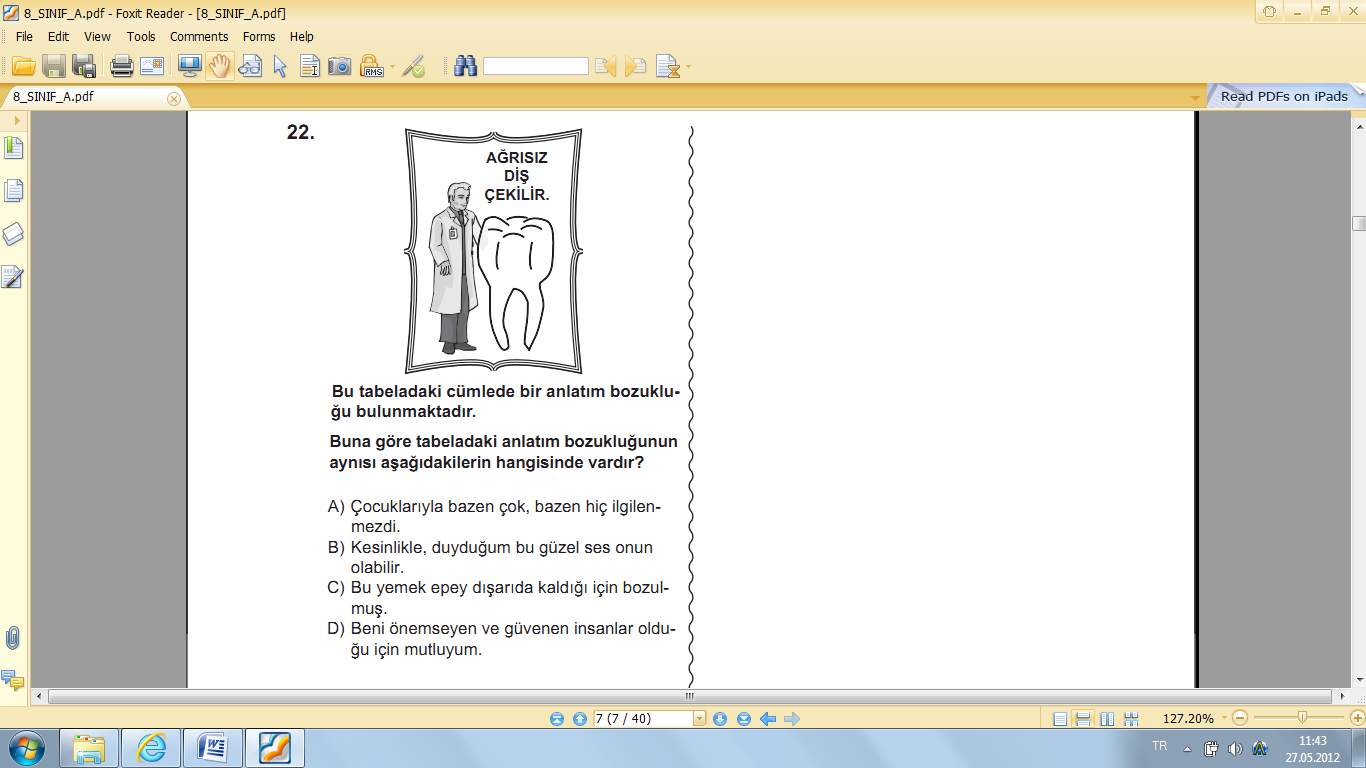 8_SINIF_A.pdf - Foxit Reader - [8_SINIF_A.pdf]
File Edit View Tools Comments Forms Help
RMS
8_SINIF_A.pdf
Read PDFs on iPads
22.
AĞRISIZ
DİŞ
ÇEKİLİR.
Bu tabeladaki cümlede bir anlatım bozuklu-
ğu bulunmaktadır.
Buna göre tabeladaki anlatım bozukluğunun
aynısı aşağıdakilerin hangisinde vardır?
A) Çocuklarıyla bazen çok, bazen hiç ilgilen-
mezdi.
B) Kesinlikle, duyduğum bu güzel ses onun
olabilir.
C) Bu yemek epey dışarıda kaldığı için bozul-
muş.
D) Beni önemseyen ve güvenen insanlar oldu-
ğu için mutluyum.
7 (7 / 40)
127.20%
TR
11:43
27.05.2012